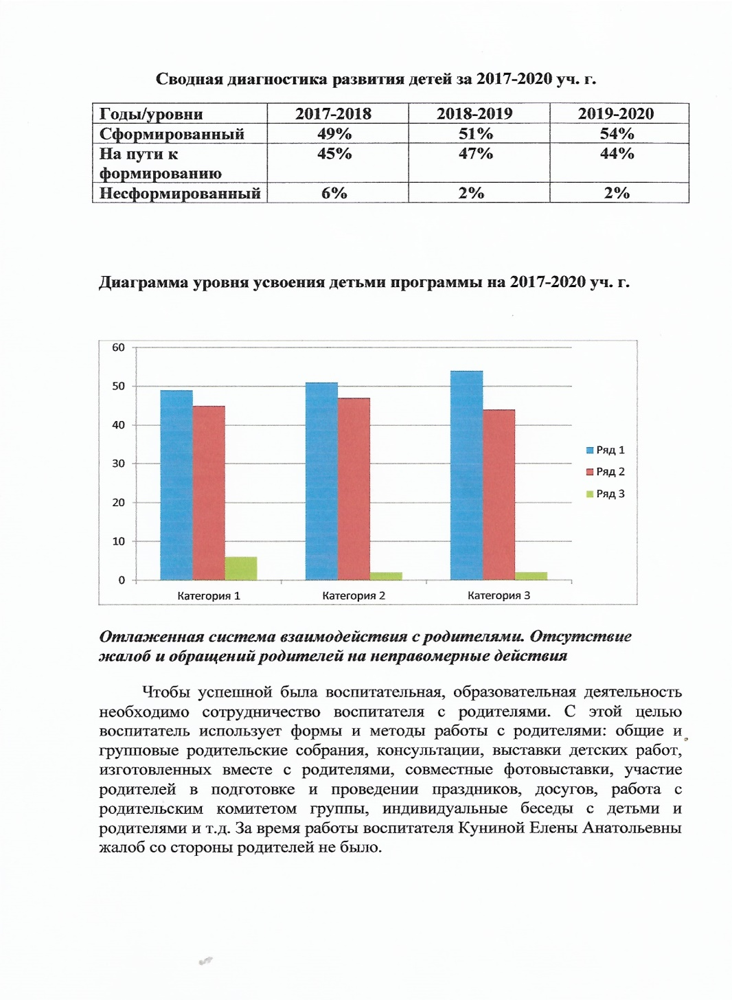 Сводная диагностика развития детей за 2017-2020 уч. г.
Годы/уровни 2017-2018 2018-2019 2019-2020
Сформированный 49% 51% 54%
На пути к 45% 47% 44%
формированию
Несформированный 6% 2% 2%
Диаграмма уровня усвоения детьми программы на 2017-2020 уч. г.
60
50
40
30
20
10
0
Категория 1 Категория 2 Категория 3
Ряд 1
Ряд 2
Ряд 3
Отлаженная система взаимодействия с родителями. Отсутствие
жалоб и обращений родителей на неправомерные действия
Чтобы успешной была воспитательная, образовательная деятельность
необходимо сотрудничество воспитателя с родителями. С этой целью
воспитатель использует формы и методы работы с родителями: общие и
групповые родительские собрания, консультации, выставки детских работ,
изготовленных вместе с родителями, совместные фотовыставки, участие
родителей в подготовке и проведении праздников, досугов, работа с
родительским комитетом группы, индивидуальные беседы с детьми и
родителями и т.д. За время работы воспитателя Куниной Елены Анатольевны
жалоб со стороны родителей не было.